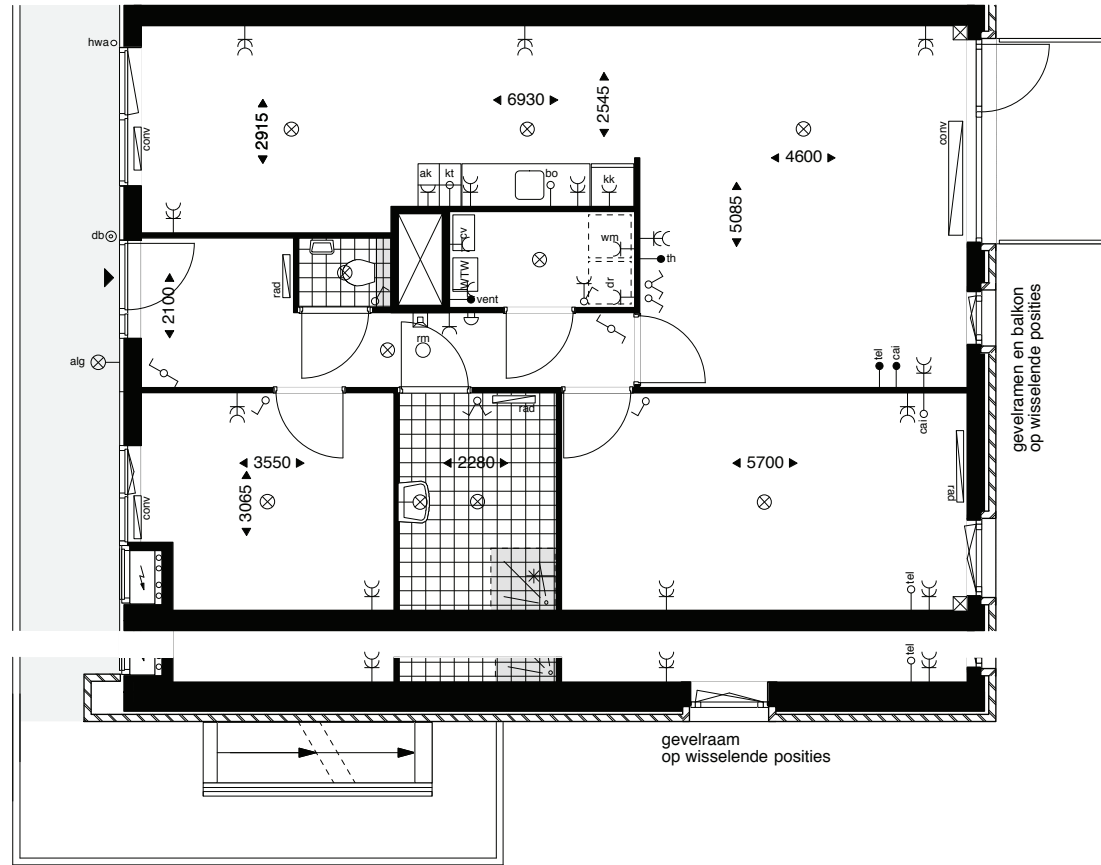 hwa
6930
2545
2915
conv
4600
conv
5085
ak
kt
bo
kk
db
cv
WTW
wm
dr
th
vent
rad
2100
rm
alg
tel
cai
rad
cai
gevelramen en balkon
op wisselende posities
3550
3065
2280
5700
conv
rad
tel
tel
gevelraam
op wisselende posities